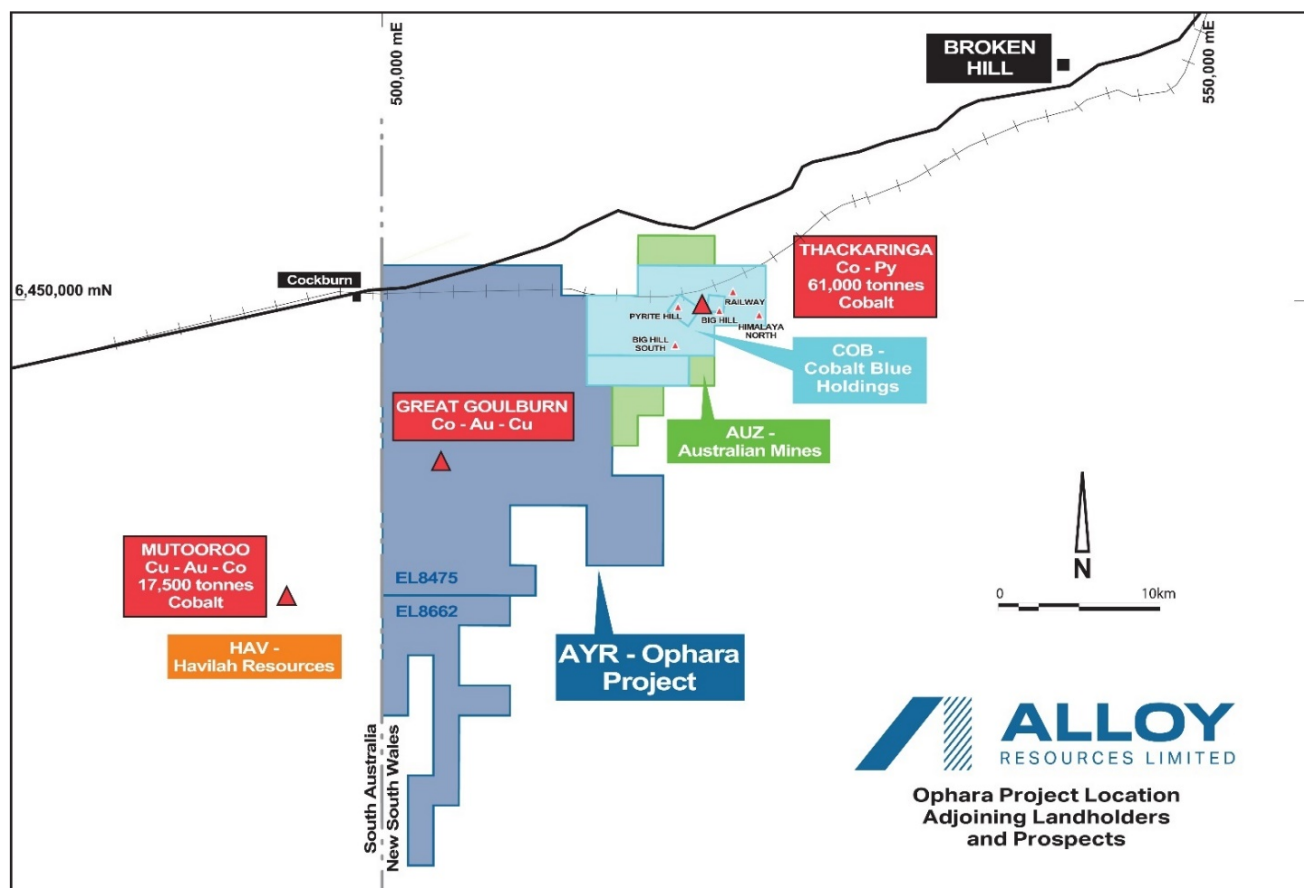 500,000 mE
550,000 mE
BROKEN
HILL
Cockburn
6,450,000 mN
THACKARINGA
Co - Py
61,000 tonnes
Cobalt
RAILWAY
PYRITE HILL
BIG HILL
HIMALAYA
NORTH
BIG HILL
SOUTH
COB -
Cobalt Blue
Holdings
GREAT GOULBURN
Co - Au - Cu
AUZ -
Australian Mines
MUTOOROO
Cu - Au - Co
17,500 tonnes
Cobalt
HAV -
Havilah Resources
EL8475
EL8662
AYR - Ophara
Project
N
0 10km
South Australia
New South Wales
ALLOY
RESOURCES LIMITED
Ophara Project Location
Adjoining Landholders
and Prospects